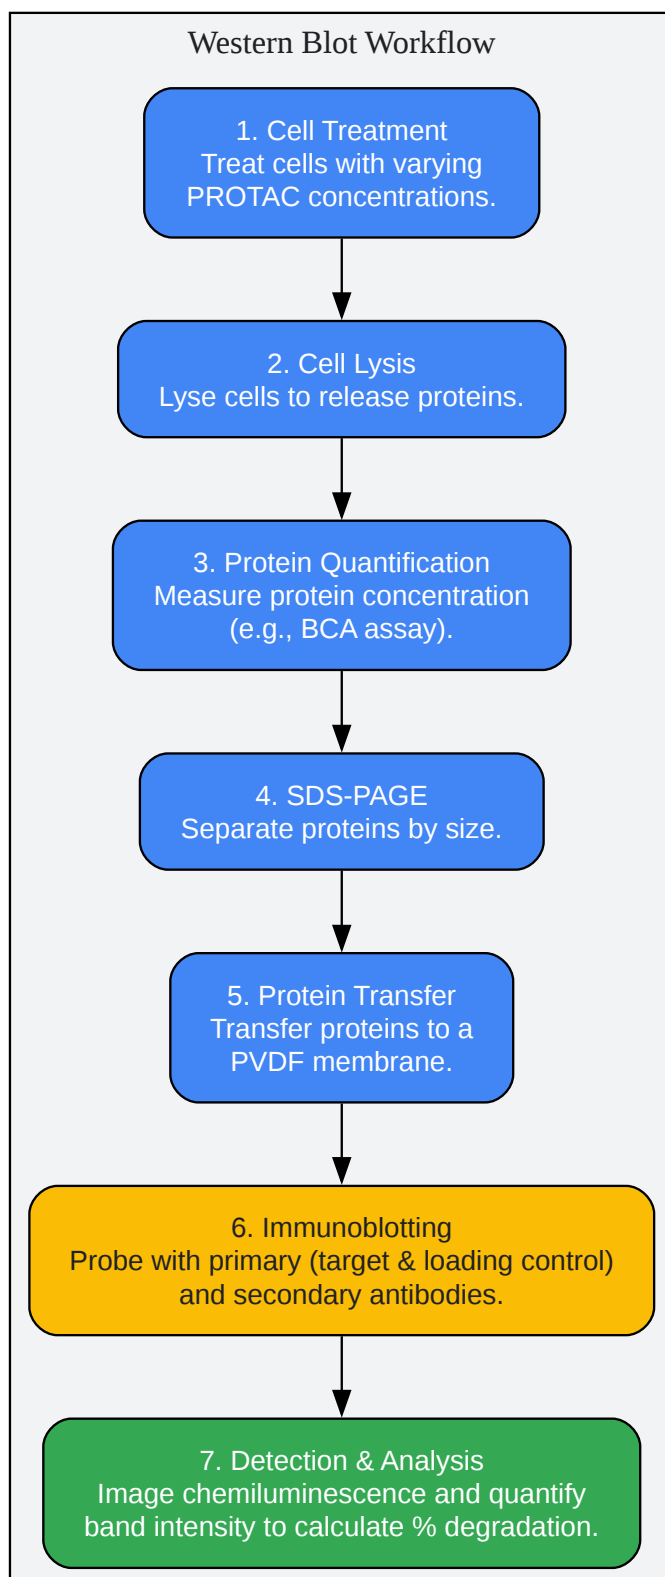 Western Blot Workflow
1. Cell Treatment
Treat cells with varying
PROTAC concentrations.
2. Cell Lysis
Lyse cells to release proteins.
3. Protein Quantification
Measure protein concentration
(e.g., BCA assay).
4. SDS-PAGE
Separate proteins by size.
5. Protein Transfer
Transfer proteins to a
PVDF membrane.
6. Immunoblotting
Probe with primary (target & loading control)
and secondary antibodies.
7. Detection & Analysis
Image chemiluminescence and quantify
band intensity to calculate % degradation.